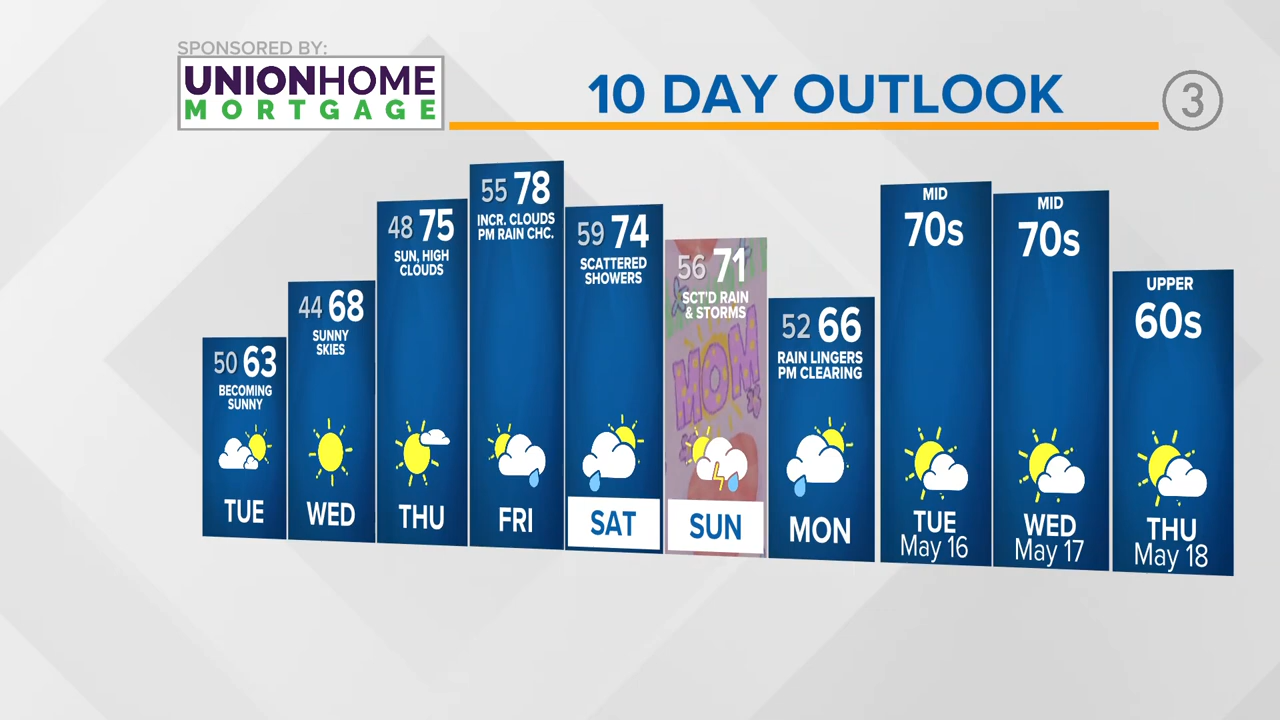 SPONSORED BY:
UNIONHOME
MORTGAGE
10 DAY OUTLOOK
3
50 63
BECOMING
SUNNY
TUE
44 68
SUNNY
SKIES
WED
48 75
SUN, HIGH
CLOUDS
THU
55 78
INCR. CLOUDS
PM RAIN CHC.
FRI
59 74
SCATTERED
SHOWERS
SAT
56 71
SCT'D RAIN
& STORMS
MOM
SUN
52 66
RAIN LINGERS
PM CLEARING
MON
MID
70s
TUE
May 16
MID
70s
WED
May 17
UPPER
60s
THU
May 18